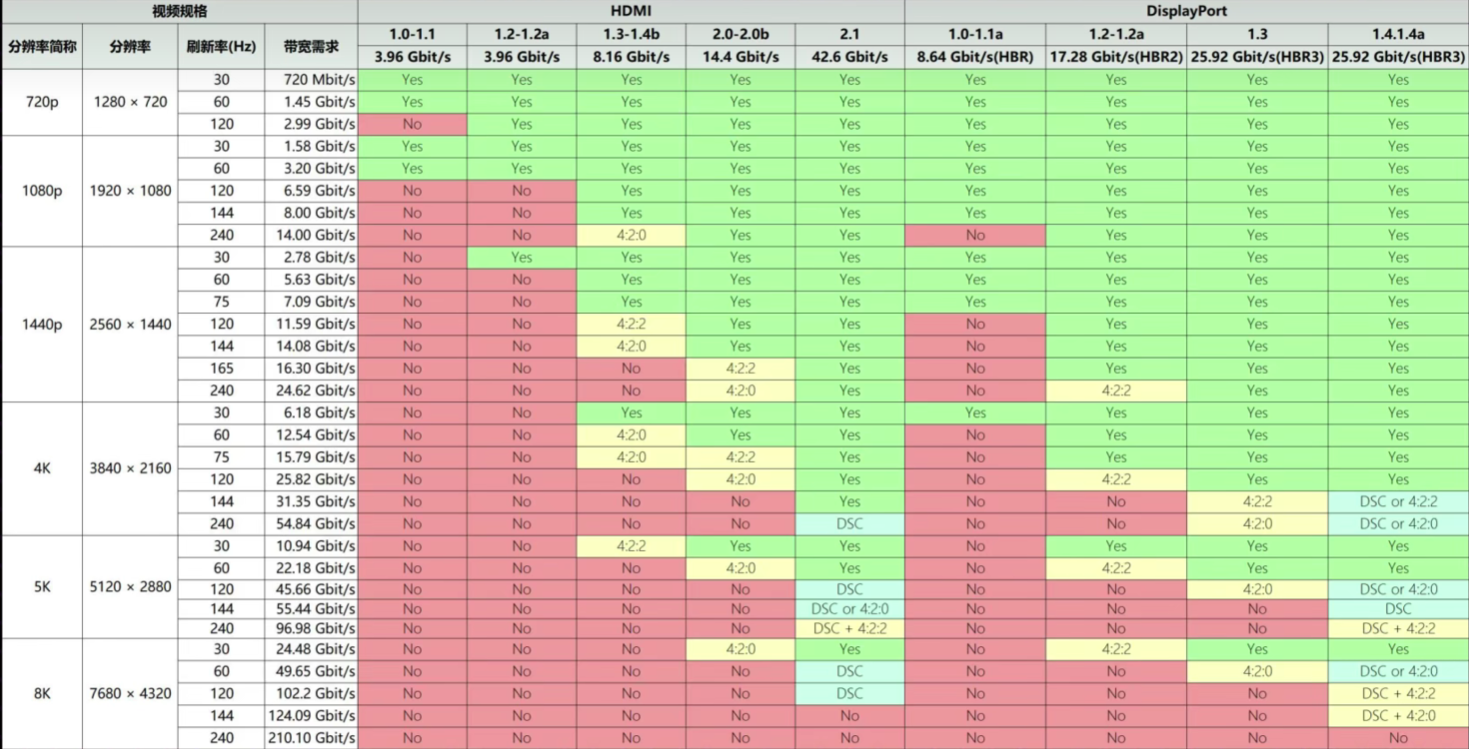 视频规格 HDMI DisplayPort
分辨率简称 分辨率 刷新率(Hz) 带宽需求 1.0-1.1 1.2-1.2a 1.3-1.4b 2.0-2.0b 2.1 1.0-1.1a 1.2-1.2a 1.3 1.4.1.4a
3.96 Gbit/s 3.96 Gbit/s 8.16 Gbit/s 14.4 Gbit/s 42.6 Gbit/s 8.64 Gbit/s(HBR) 17.28 Gbit/s(HBR2) 25.92 Gbit/s(HBR3) 25.92 Gbit/s(HBR3)
720p 1280 × 720 30 720 Mbit/s Yes Yes Yes Yes Yes Yes Yes Yes Yes
60 1.45 Gbit/s Yes Yes Yes Yes Yes Yes Yes Yes Yes
120 2.99 Gbit/s No Yes Yes Yes Yes Yes Yes Yes Yes
1080p 1920 × 1080 30 1.58 Gbit/s Yes Yes Yes Yes Yes Yes Yes Yes Yes
60 3.20 Gbit/s Yes Yes Yes Yes Yes Yes Yes Yes Yes
120 6.59 Gbit/s No No Yes Yes Yes Yes Yes Yes Yes
144 8.00 Gbit/s No No Yes Yes Yes Yes Yes Yes Yes
240 14.00 Gbit/s No No 4:2:0 Yes Yes No Yes Yes Yes
1440p 2560 × 1440 30 2.78 Gbit/s No Yes Yes Yes Yes Yes Yes Yes Yes
60 5.63 Gbit/s No No Yes Yes Yes Yes Yes Yes Yes
75 7.09 Gbit/s No No Yes Yes Yes Yes Yes Yes Yes
120 11.59 Gbit/s No No 4:2:2 Yes Yes No Yes Yes Yes
144 14.08 Gbit/s No No 4:2:0 Yes Yes No Yes Yes Yes
165 16.30 Gbit/s No No No 4:2:2 Yes No Yes Yes Yes
240 24.62 Gbit/s No No No 4:2:0 Yes No 4:2:2 Yes Yes
4K 3840 × 2160 30 6.18 Gbit/s No No Yes Yes Yes Yes Yes Yes Yes
60 12.54 Gbit/s No No 4:2:0 Yes Yes No Yes Yes Yes
75 15.79 Gbit/s No No 4:2:0 4:2:2 Yes No Yes Yes Yes
120 25.82 Gbit/s No No No 4:2:0 Yes No 4:2:2 Yes Yes
144 31.35 Gbit/s No No No No Yes No No 4:2:2 DSC or 4:2:2
240 54.84 Gbit/s No No No No DSC No No 4:2:0 DSC or 4:2:0
5K 5120 × 2880 30 10.94 Gbit/s No No 4:2:2 Yes Yes No Yes Yes Yes
60 22.18 Gbit/s No No No 4:2:0 Yes No 4:2:2 Yes Yes
120 45.66 Gbit/s No No No No DSC No No 4:2:0 DSC or 4:2:0
144 55.44 Gbit/s No No No No DSC or 4:2:0 No No No DSC
240 96.98 Gbit/s No No No No DSC + 4:2:2 No No No DSC + 4:2:2
8K 7680 × 4320 30 24.48 Gbit/s No No No 4:2:0 Yes No 4:2:2 Yes Yes
60 49.65 Gbit/s No No No No DSC No No 4:2:0 DSC or 4:2:0
120 102.2 Gbit/s No No No No DSC No No No DSC + 4:2:2
144 124.09 Gbit/s No No No No No No No No DSC + 4:2:0
240 210.10 Gbit/s No No No No No No No No No